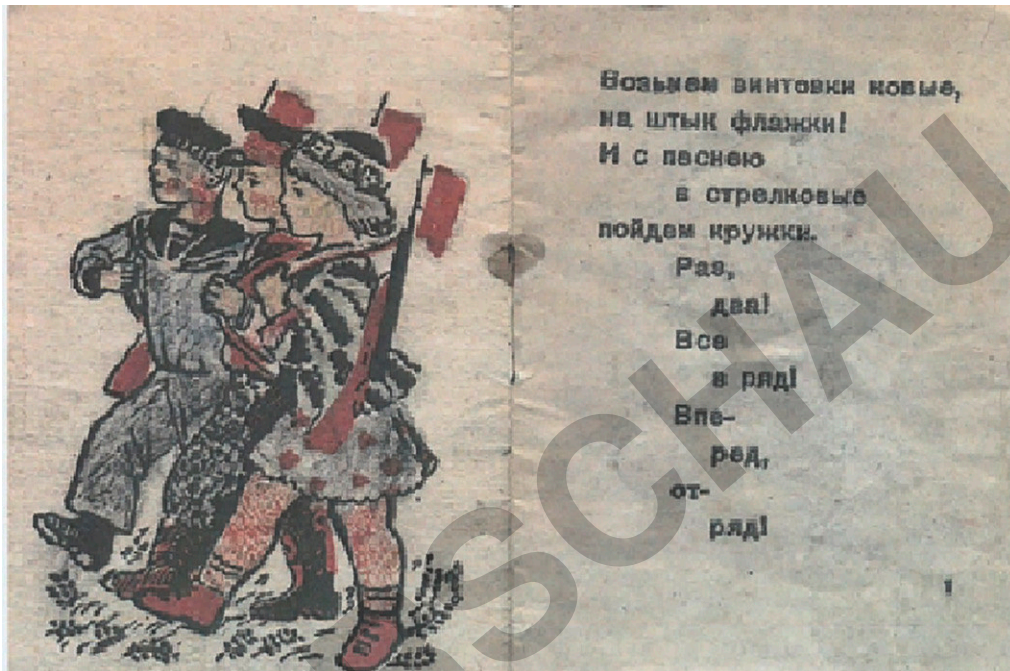 Возьмем винтовки новые,
на штык флажки!
И с песнею
в стрелковые
пойдем кружки.
Раз,
два!
Все
в ряд!
Впе-
ред,
от-
ряд!
1
SCHAU